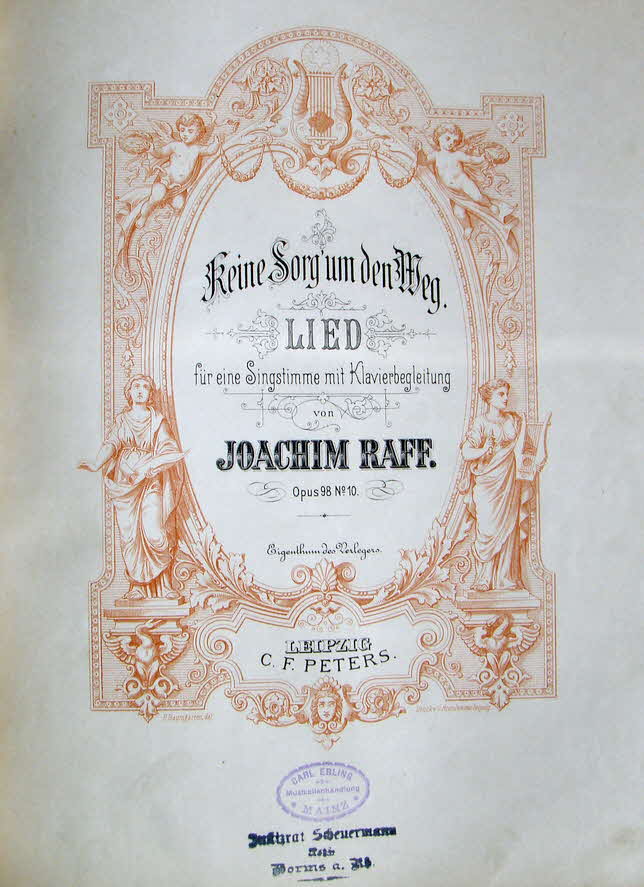 Keine Sorg' um den Weg.
LIED
für eine Singstimme mit Klavierbegleitung
von
JOACHIM RAFF.
Opus 98 No 10.
Eigenthum des Verlegers.
LEIPZIG
C. F. PETERS.
CARL EBLING
Musikalienhandlung
MAINZ
Justizrat Scheuermann
Worms a. Rh.